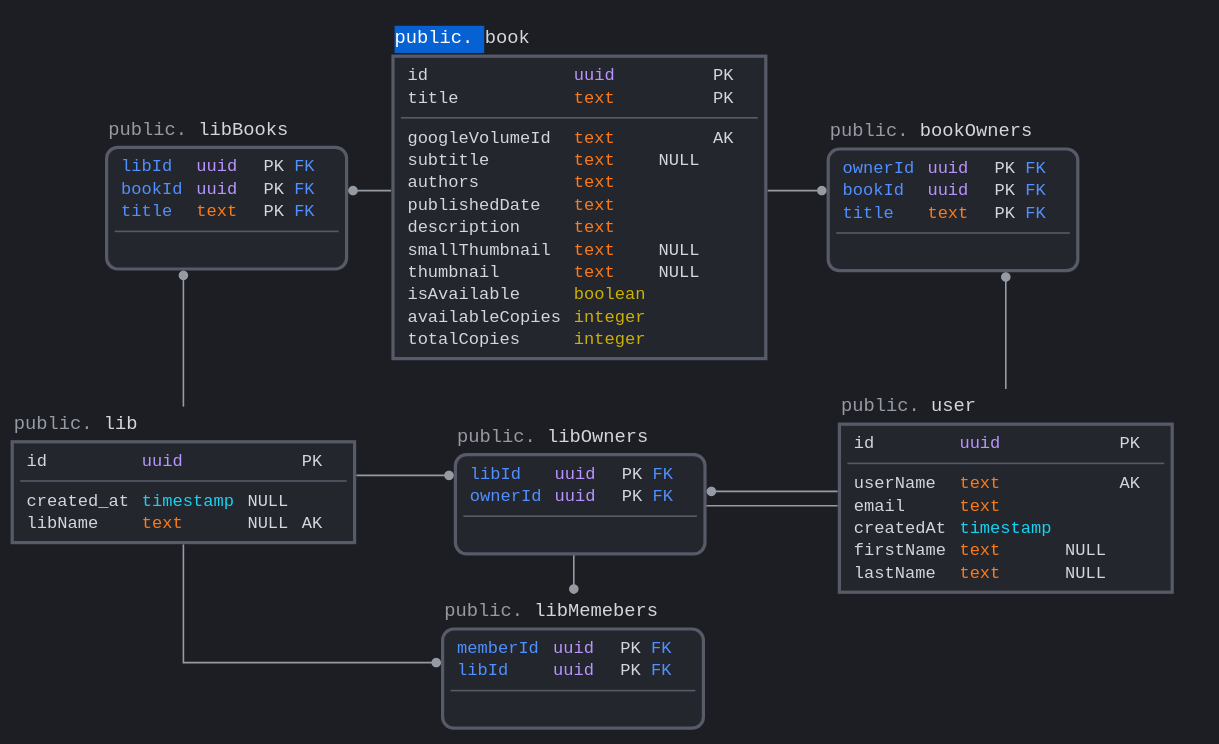 public. book
id uuid PK
title text PK
googleVolumeId text AK
subtitle text NULL
authors text
publishedDate text
description text
smallThumbnail text NULL
thumbnail text NULL
isAvailable boolean
availableCopies integer
totalCopies integer
public. libBooks
libId uuid PK FK
bookId uuid PK FK
title text PK FK
public. bookOwners
ownerId uuid PK FK
bookId uuid PK FK
title text PK FK
public. lib
id uuid PK
created_at timestamp NULL
libName text NULL AK
public. libOwners
libId uuid PK FK
ownerId uuid PK FK
public. user
id uuid PK
userName text AK
email text
createdAt timestamp
firstName text NULL
lastName text NULL
public. libMemebers
memberId uuid PK FK
libId uuid PK FK